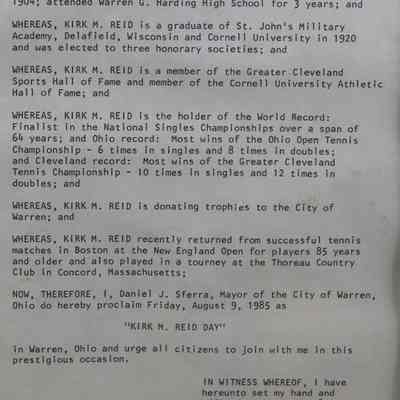 1904; attended Warren G. Harding High School for 3 years; and
WHEREAS, KIRK M. REID is a graduate of St. John's Military
Academy, Delafield, Wisconsin and Cornell University in 1920
and was elected to three honorary societies; and
WHEREAS, KIRK M. REID is a member of the Greater Cleveland
Sports Hall of Fame and member of the Cornell University Athletic
Hall of Fame; and
WHEREAS, KIRK M. REID is the holder of the World Record:
Finalist in the National Singles Championships over a span of
64 years; and Ohio record: Most wins of the Ohio Open Tennis
Championship - 6 times in singles and 8 times in doubles;
and Cleveland record: Most wins of the Greater Cleveland
Tennis Championship - 10 times in singles and 12 times in
doubles; and
WHEREAS, KIRK M. REID is donating trophies to the City of
Warren; and
WHEREAS, KIRK M. REID recently returned from successful tennis
matches in Boston at the New England Open for players 85 years
and older and also played in a tourney at the Thoreau Country
Club in Concord, Massachusetts;
NOW, THEREFORE, I, Daniel J. Sferra, Mayor of the City of Warren,
Ohio do hereby proclaim Friday, August 9, 1985 as
"KIRK M. REID DAY"
in Warren, Ohio and urge all citizens to join with me in this
prestigious occasion.
IN WITNESS WHEREOF, I have
hereunto set my hand and